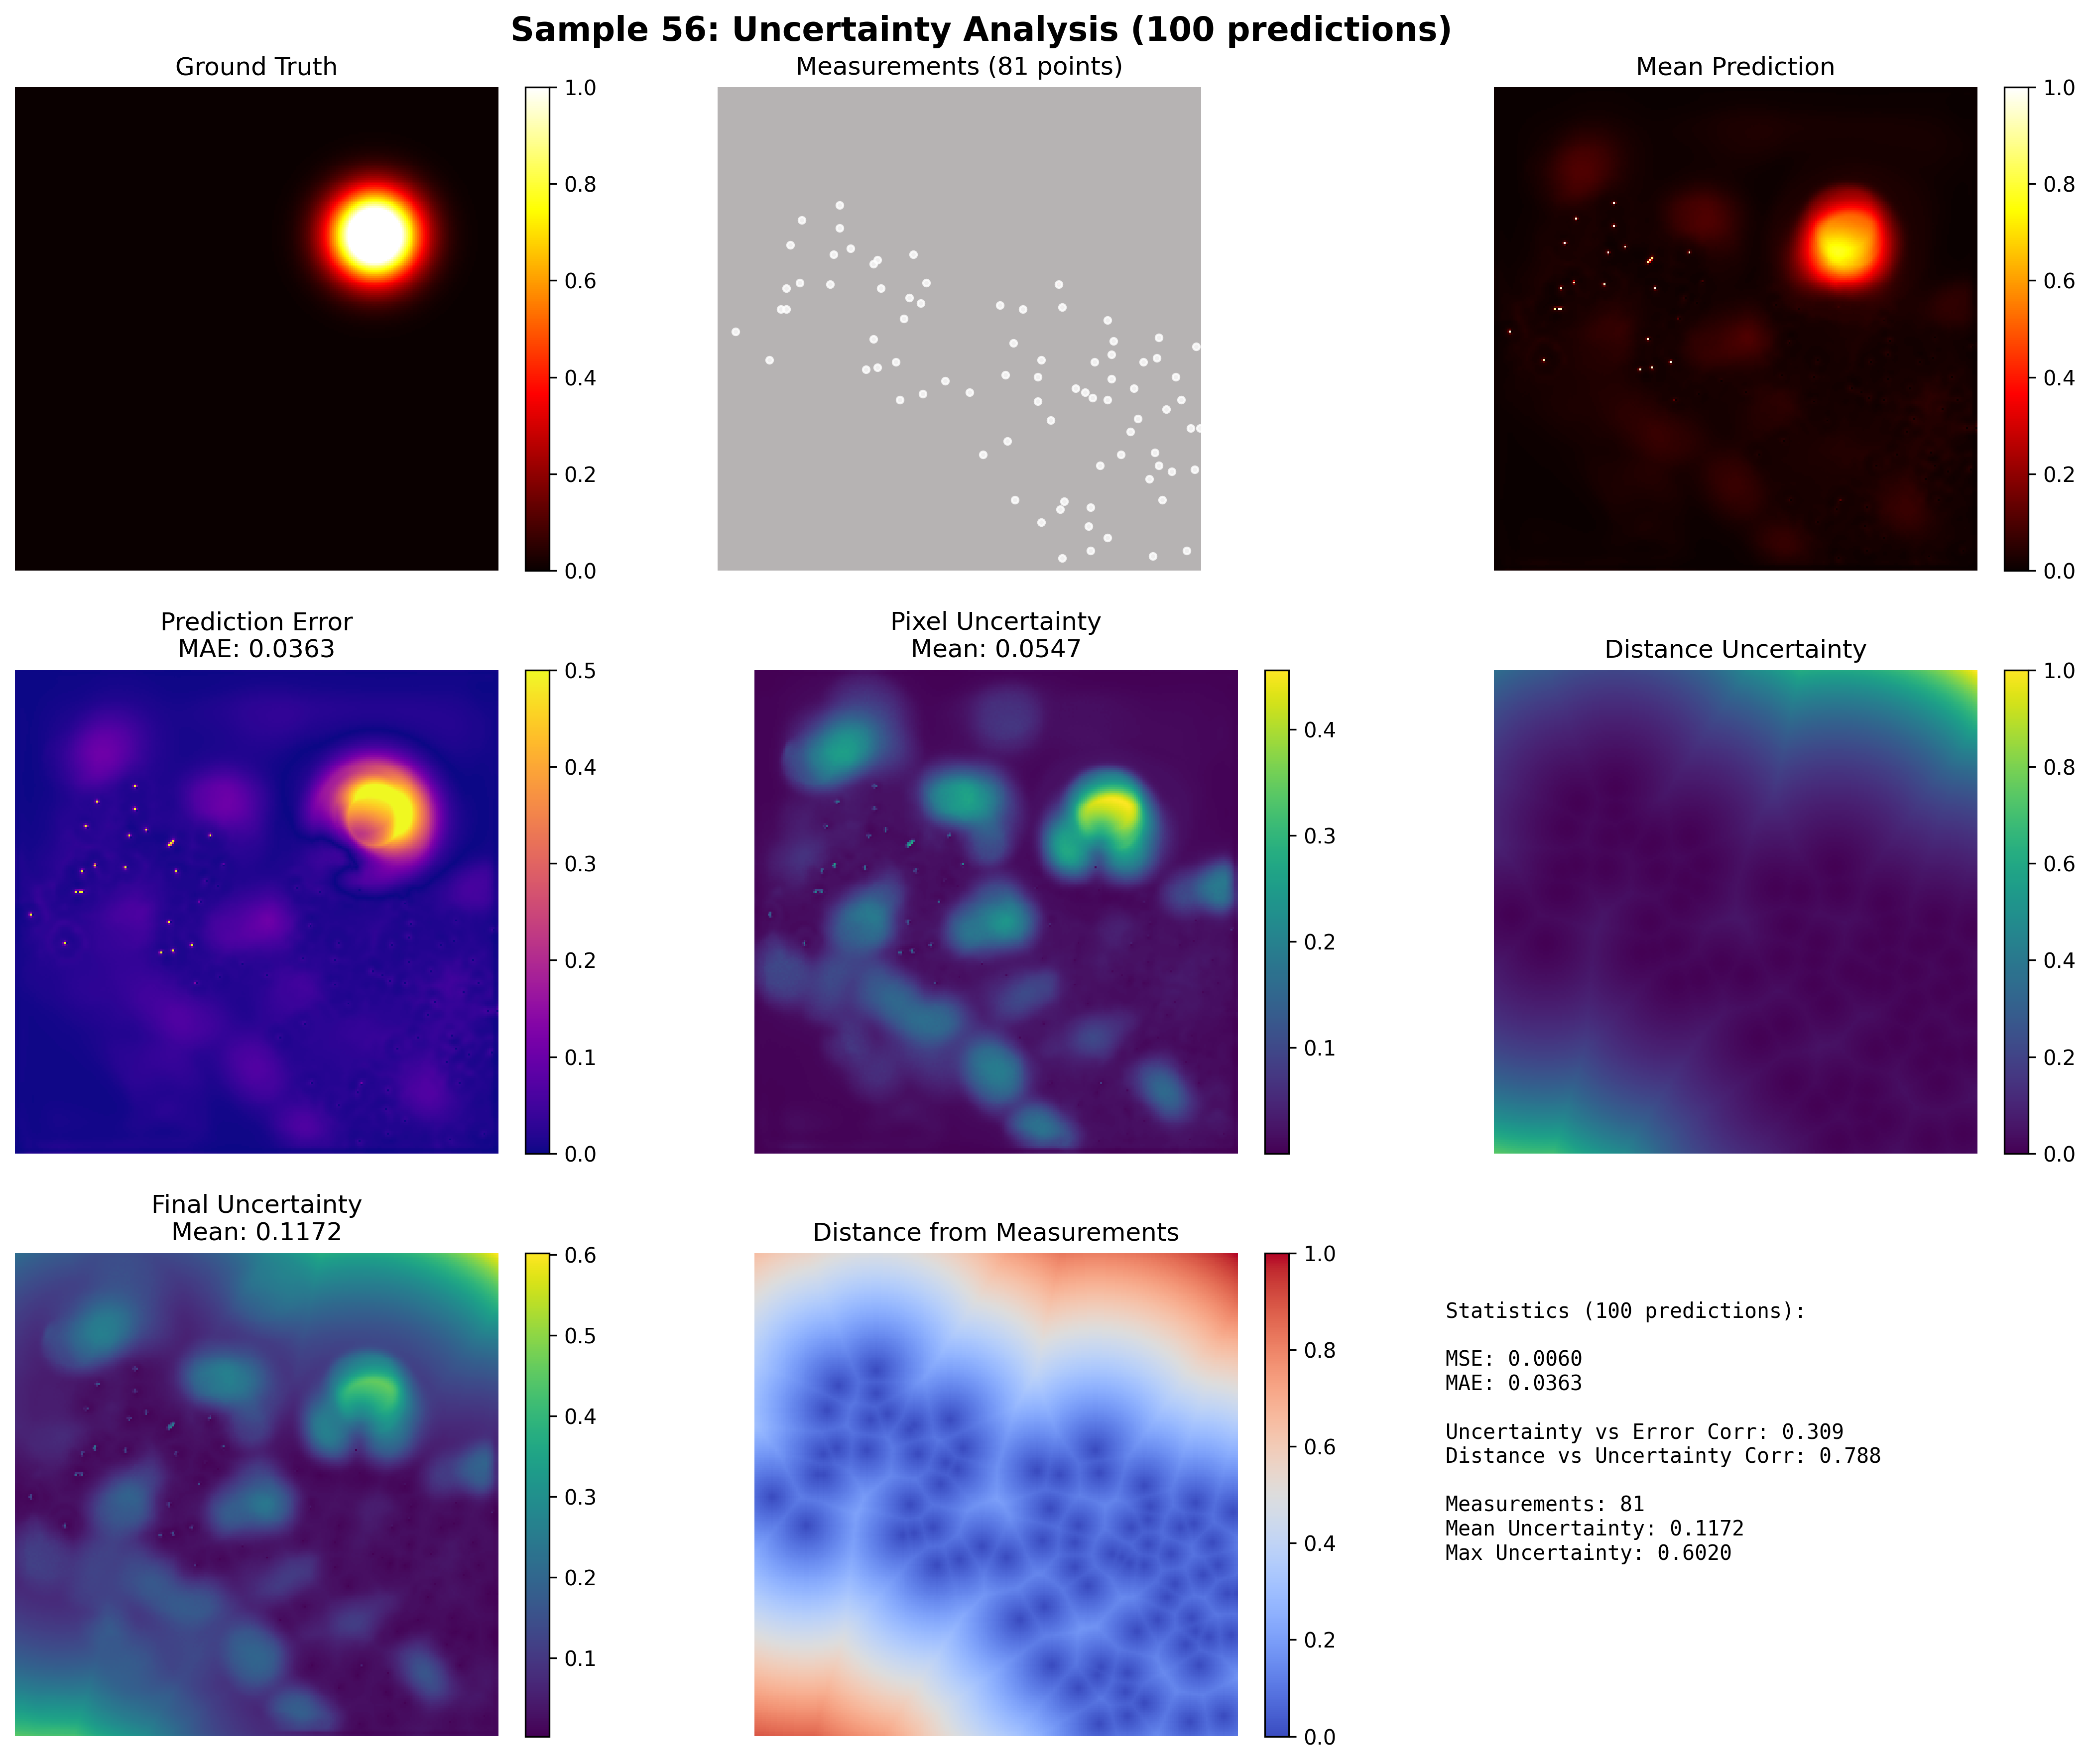 Sample 56: Uncertainty Analysis (100 predictions)
Ground Truth
1.0
0.8
0.6
0.4
0.2
0.0
Measurements (81 points)
Mean Prediction
1.0
0.8
0.6
0.4
0.2
0.0
Prediction Error
MAE: 0.0363
0.5
0.4
0.3
0.2
0.1
0.0
Pixel Uncertainty
Mean: 0.0547
0.4
0.3
0.2
0.1
Distance Uncertainty
1.0
0.8
0.6
0.4
0.2
0.0
Final Uncertainty
Mean: 0.1172
0.6
0.5
0.4
0.3
0.2
0.1
Distance from Measurements
1.0
0.8
0.6
0.4
0.2
0.0
Statistics (100 predictions):
MSE: 0.0060
MAE: 0.0363
Uncertainty vs Error Corr: 0.309
Distance vs Uncertainty Corr: 0.788
Measurements: 81
Mean Uncertainty: 0.1172
Max Uncertainty: 0.6020